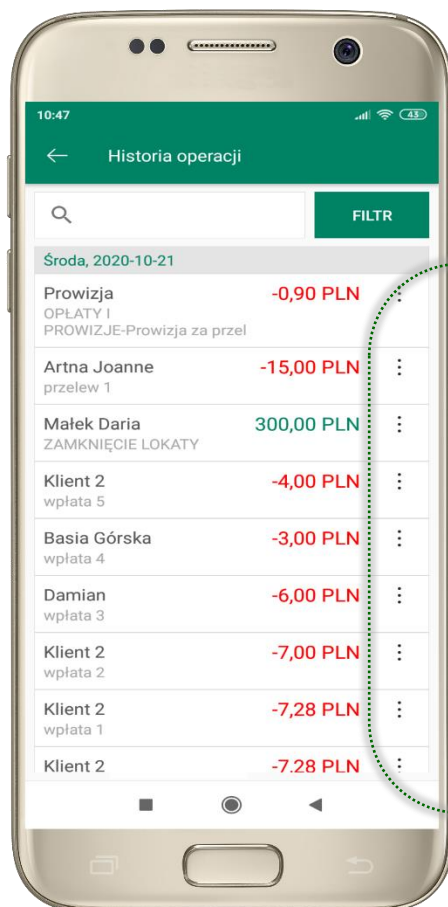 10:47
43
Historia operacji
FILTR
Środa, 2020-10-21
Prowizja -0,90 PLN
OPŁATY I
PROWIZJE-Prowizja za przel
Artna Joanne -15,00 PLN
przelew 1
Małek Daria 300,00 PLN
ZAMKNIĘCIE LOKATY
Klient 2 -4,00 PLN
wpłata 5
Basia Górska -3,00 PLN
wpłata 4
Damian -6,00 PLN
wpłata 3
Klient 2 -7,00 PLN
wpłata 2
Klient 2 -7,28 PLN
wpłata 1
Klient 2 -7,28 PLN